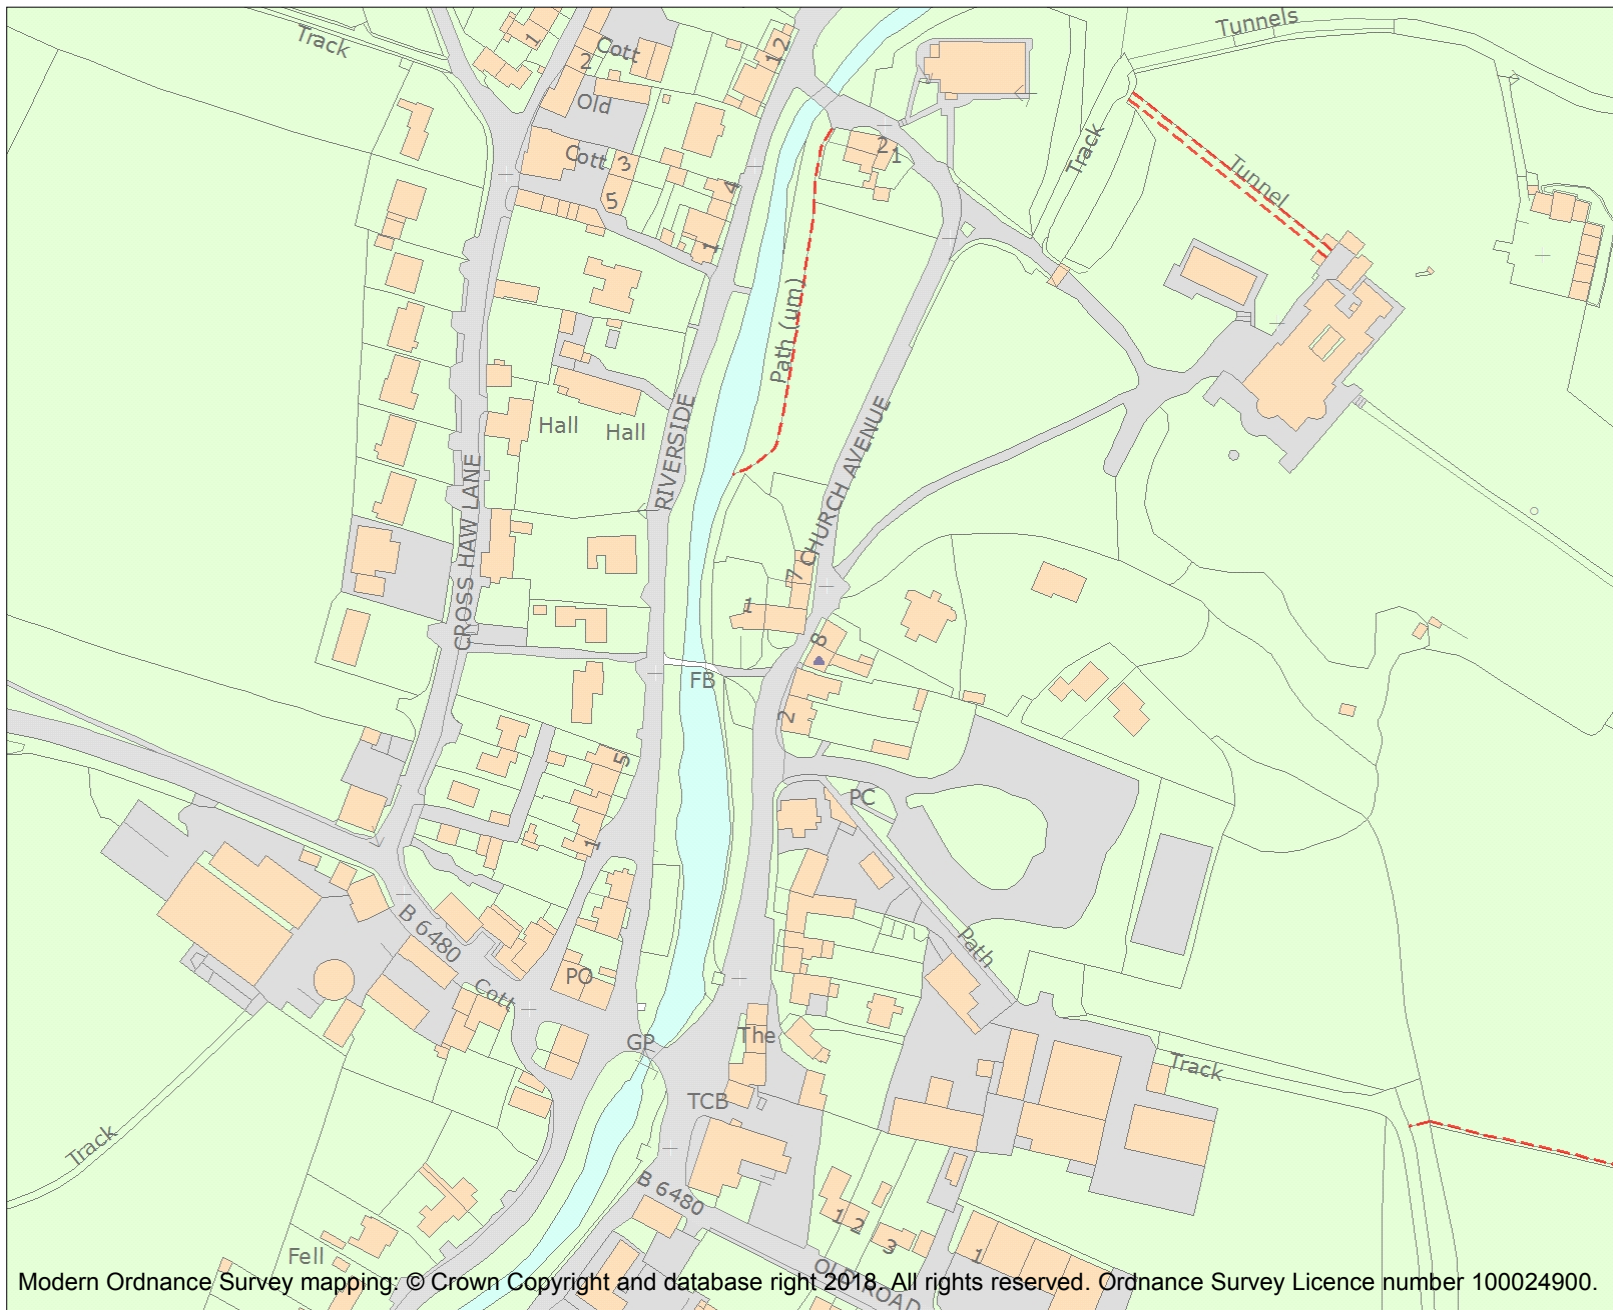 Track
1
2
Cott
1 2
Tunnels
Old
Cott
3
5
4
1
2
1
Track
Tunnel
Path (um)
Hall
Hall
RIVERSIDE
CHURCH AVENUE
CROSS HAW LANE
7
1
8
FB
2
5
1
PC
B 6480
Cott
PO
Path
GP
The
TCB
Track
Track
B 6480
1 2
3
1
Fell
OLD ROAD
Modern Ordnance Survey mapping: © Crown Copyright and database right 2018. All rights reserved. Ordnance Survey Licence number 100024900.